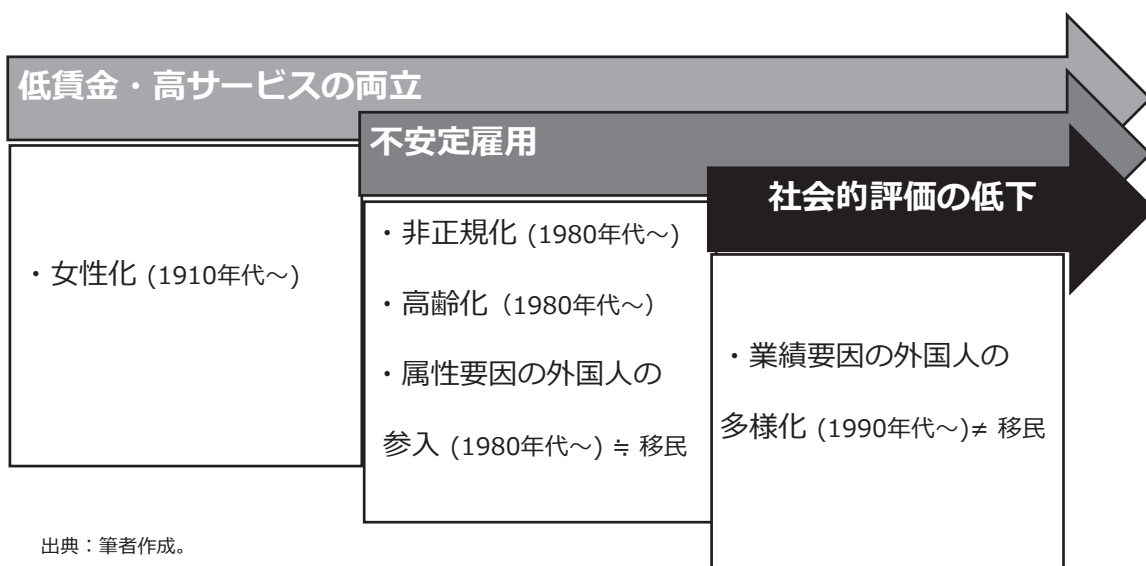 低賃金・高サービスの両立
不安定雇用
社会的評価の低下
・女性化 (1910年代～)
・非正規化 (1980年代～)
・高齢化（1980年代～）
・属性要因の外国人の
参入 (1980年代～) ≒ 移民
・業績要因の外国人の
多様化 (1990年代～)≠ 移民
出典：筆者作成。